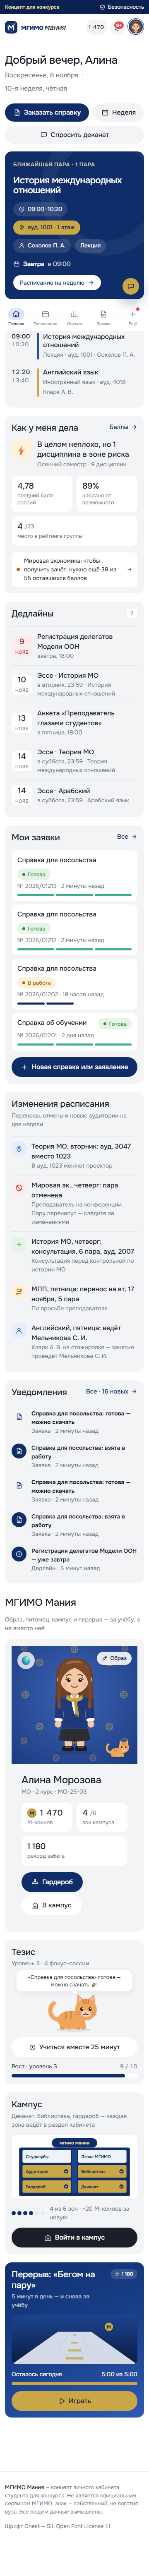 Концепт для конкурса
Безопасность
МГИМО.МАНИЯ
1 470
9+
Добрый вечер, Алина
Воскресенье, 8 ноября ·
10-я неделя, чётная
Заказать справку
Неделя
Спросить деканат
БЛИЖАЙШАЯ ПАРА · 1 ПАРА
История международных отношений
09:00–10:20
ауд. 1001 · 1 этаж
Соколов П. А.
Лекция
Завтра в 09:00
Расписание на неделю
Главная
Расписание
Оценки
Заявки
Ещё
09:00
10:20
История международных
отношений
Лекция · ауд. 1001 · Соколов П. А.
12:20
13:40
Английский язык
Иностранный язык · ауд. 4018 ·
Кларк А. В.
Как у меня дела
Баллы
В целом неплохо, но 1
дисциплина в зоне риска
Осенний семестр · 9 дисциплин
4,78
средний балл
сессий
89%
набрано от
возможного
4 /23
место в рейтинге группы
Мировая экономика: чтобы
получить зачёт, нужно ещё 38 из
55 оставшихся баллов
Дедлайны
7
9
НОЯБ
Регистрация делегатов
Модели ООН
завтра, 18:00
10
НОЯБ
Эссе · История МО
в вторник, 23:59 · История
международных отношений
13
НОЯБ
Анкета «Преподаватель
глазами студентов»
в пятница, 18:00
14
НОЯБ
Эссе · Теория МО
в суббота, 23:59 · Теория
международных отношений
14
НОЯБ
Эссе · Арабский
в суббота, 23:59 · Арабский язык
Мои заявки
Все
Справка для посольства
Готова
№ 2026/01213 · 2 минуты назад
Справка для посольства
Готова
№ 2026/01212 · 2 минуты назад
Справка для посольства
В работе
№ 2026/01202 · 18 часов назад
Справка об обучении
Готова
№ 2026/01201 · 2 дня назад
Новая справка или заявление
Изменения расписания
Переносы, отмены и новые аудитории на
две недели
Теория МО, вторник: ауд. 3047
вместо 1023
В ауд. 1023 меняют проектор
Мировая эк., четверг: пара
отменена
Преподаватель на конференции.
Пару перенесут — следите за
изменениями
История МО, четверг:
консультация, 6 пара, ауд. 2007
Консультация перед контрольной по
истории МО
МПП, пятница: перенос на вт, 17
ноября, 5 пара
По просьбе преподавателя
Английский, пятница: ведёт
Мельникова С. И.
Кларк А. В. на стажировке — занятие
проведёт Мельникова С. И.
Уведомления
Все · 16 новых
Справка для посольства: готова —
можно скачать
Заявка · 2 минуты назад
Справка для посольства: взята в
работу
Заявка · 2 минуты назад
Справка для посольства: готова —
можно скачать
Заявка · 2 минуты назад
Справка для посольства: взята в
работу
Заявка · 2 минуты назад
Регистрация делегатов Модели ООН
— уже завтра
Дедлайн · 5 минут назад
МГИМО Мания
Образ, питомец, кампус и перерыв — за учёбу, а
не вместо неё
Образ
Алина Морозова
МО · 2 курс · МО-25-03
1 470
М-коинов
4 /6
зон кампуса
1 180
рекорд забега
Гардероб
В кампус
Тезис
Уровень 3 · 4 фокус-сессии
«Справка для посольства: готова —
можно скачать»
Учиться вместе 25 минут
Рост · уровень 3
9 / 10
Кампус
Деканат, библиотека, гардероб — каждая
зона ведёт в раздел кабинета
МГИМО МАНИЯ
Студклубы
Лавка МГИМО
Аудитория
Библиотека
Гардероб
Деканат
4 из 6 зон · +20 М-коинов за
новую
Войти в кампус
Перерыв: «Бегом на
пару»
1 180
5 минут в день — и снова за
учёбу
Осталось сегодня
5:00 из 5:00
Играть
МГИМО Мания — концепт личного кабинета
студента для конкурса. Не является официальным
сервисом МГИМО; знак — собственный, не логотип
вуза. Все люди и данные вымышлены.
Шрифт Onest — SIL Open Font License 1.1